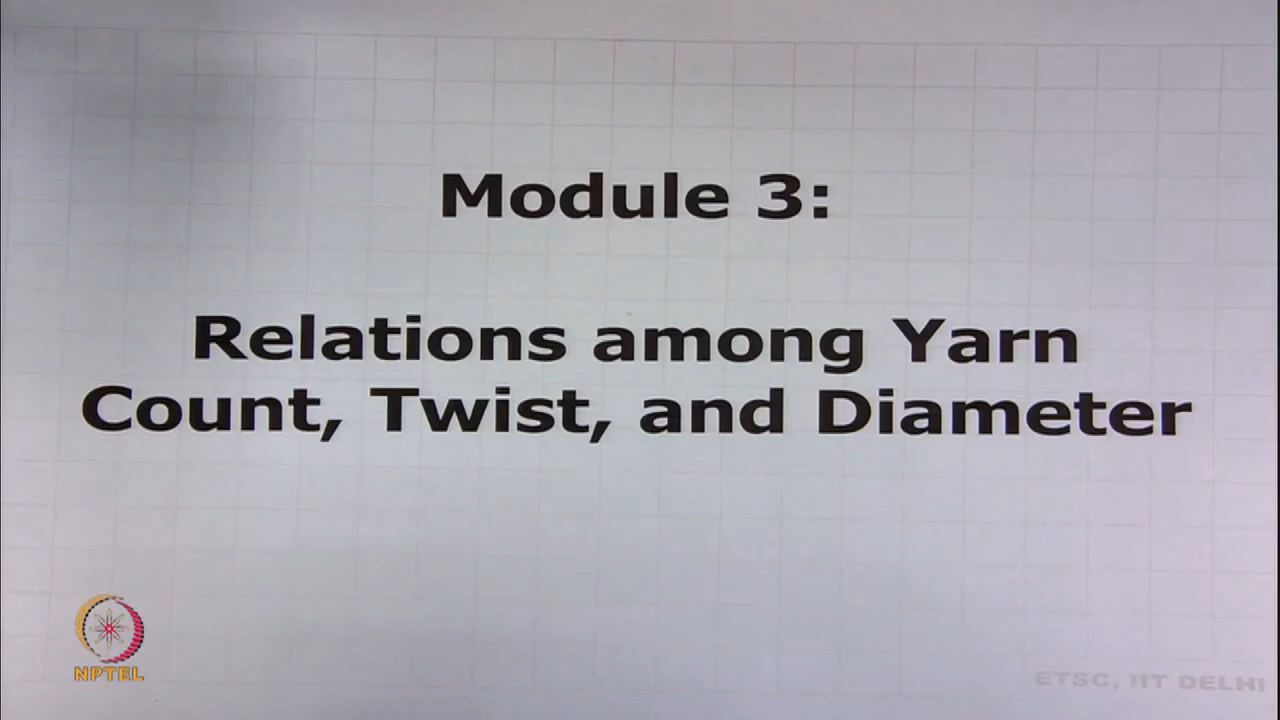 Module 3:
Relations among Yarn
Count, Twist, and Diameter
NPTEL
ETSC, IIT DELHI